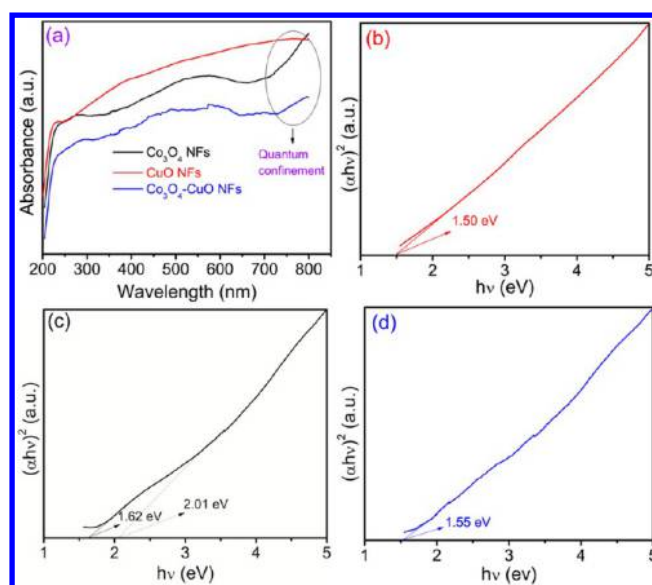 (a)
Absorbance (a.u.)
Co₃O₄ NFs
CuO NFs
Co₃O₄-CuO NFs
Quantum
confinement
200 300 400 500 600 700 800
Wavelength (nm)
(b)
(αhν)² (a.u.)
1.50 eV
1 2 3 4 5
hν (eV)
(c)
(αhν)² (a.u.)
1.62 eV
2.01 eV
1 2 3 4 5
hν (eV)
(d)
(αhν)² (a.u.)
1.55 eV
1 2 3 4 5
hν (ev)